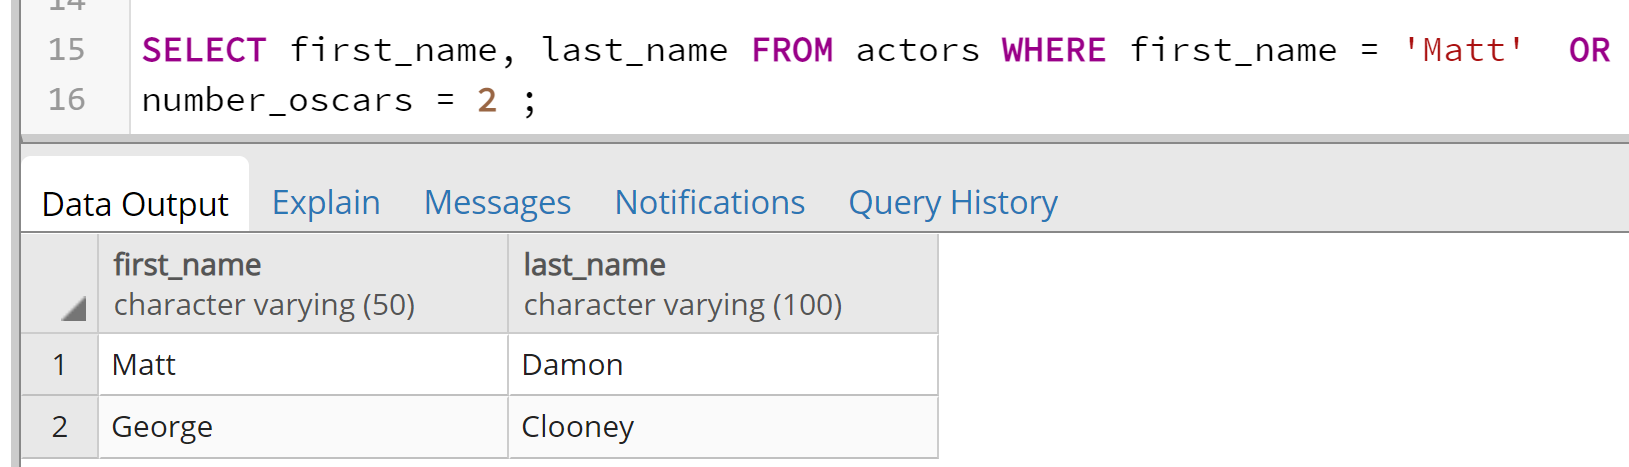 14
15 SELECT first_name, last_name FROM actors WHERE first_name = 'Matt'  OR
16 number_oscars = 2 ;
Data Output Explain Messages Notifications Query History
first_name last_name
character varying (50) character varying (100)
1 Matt Damon
2 George Clooney